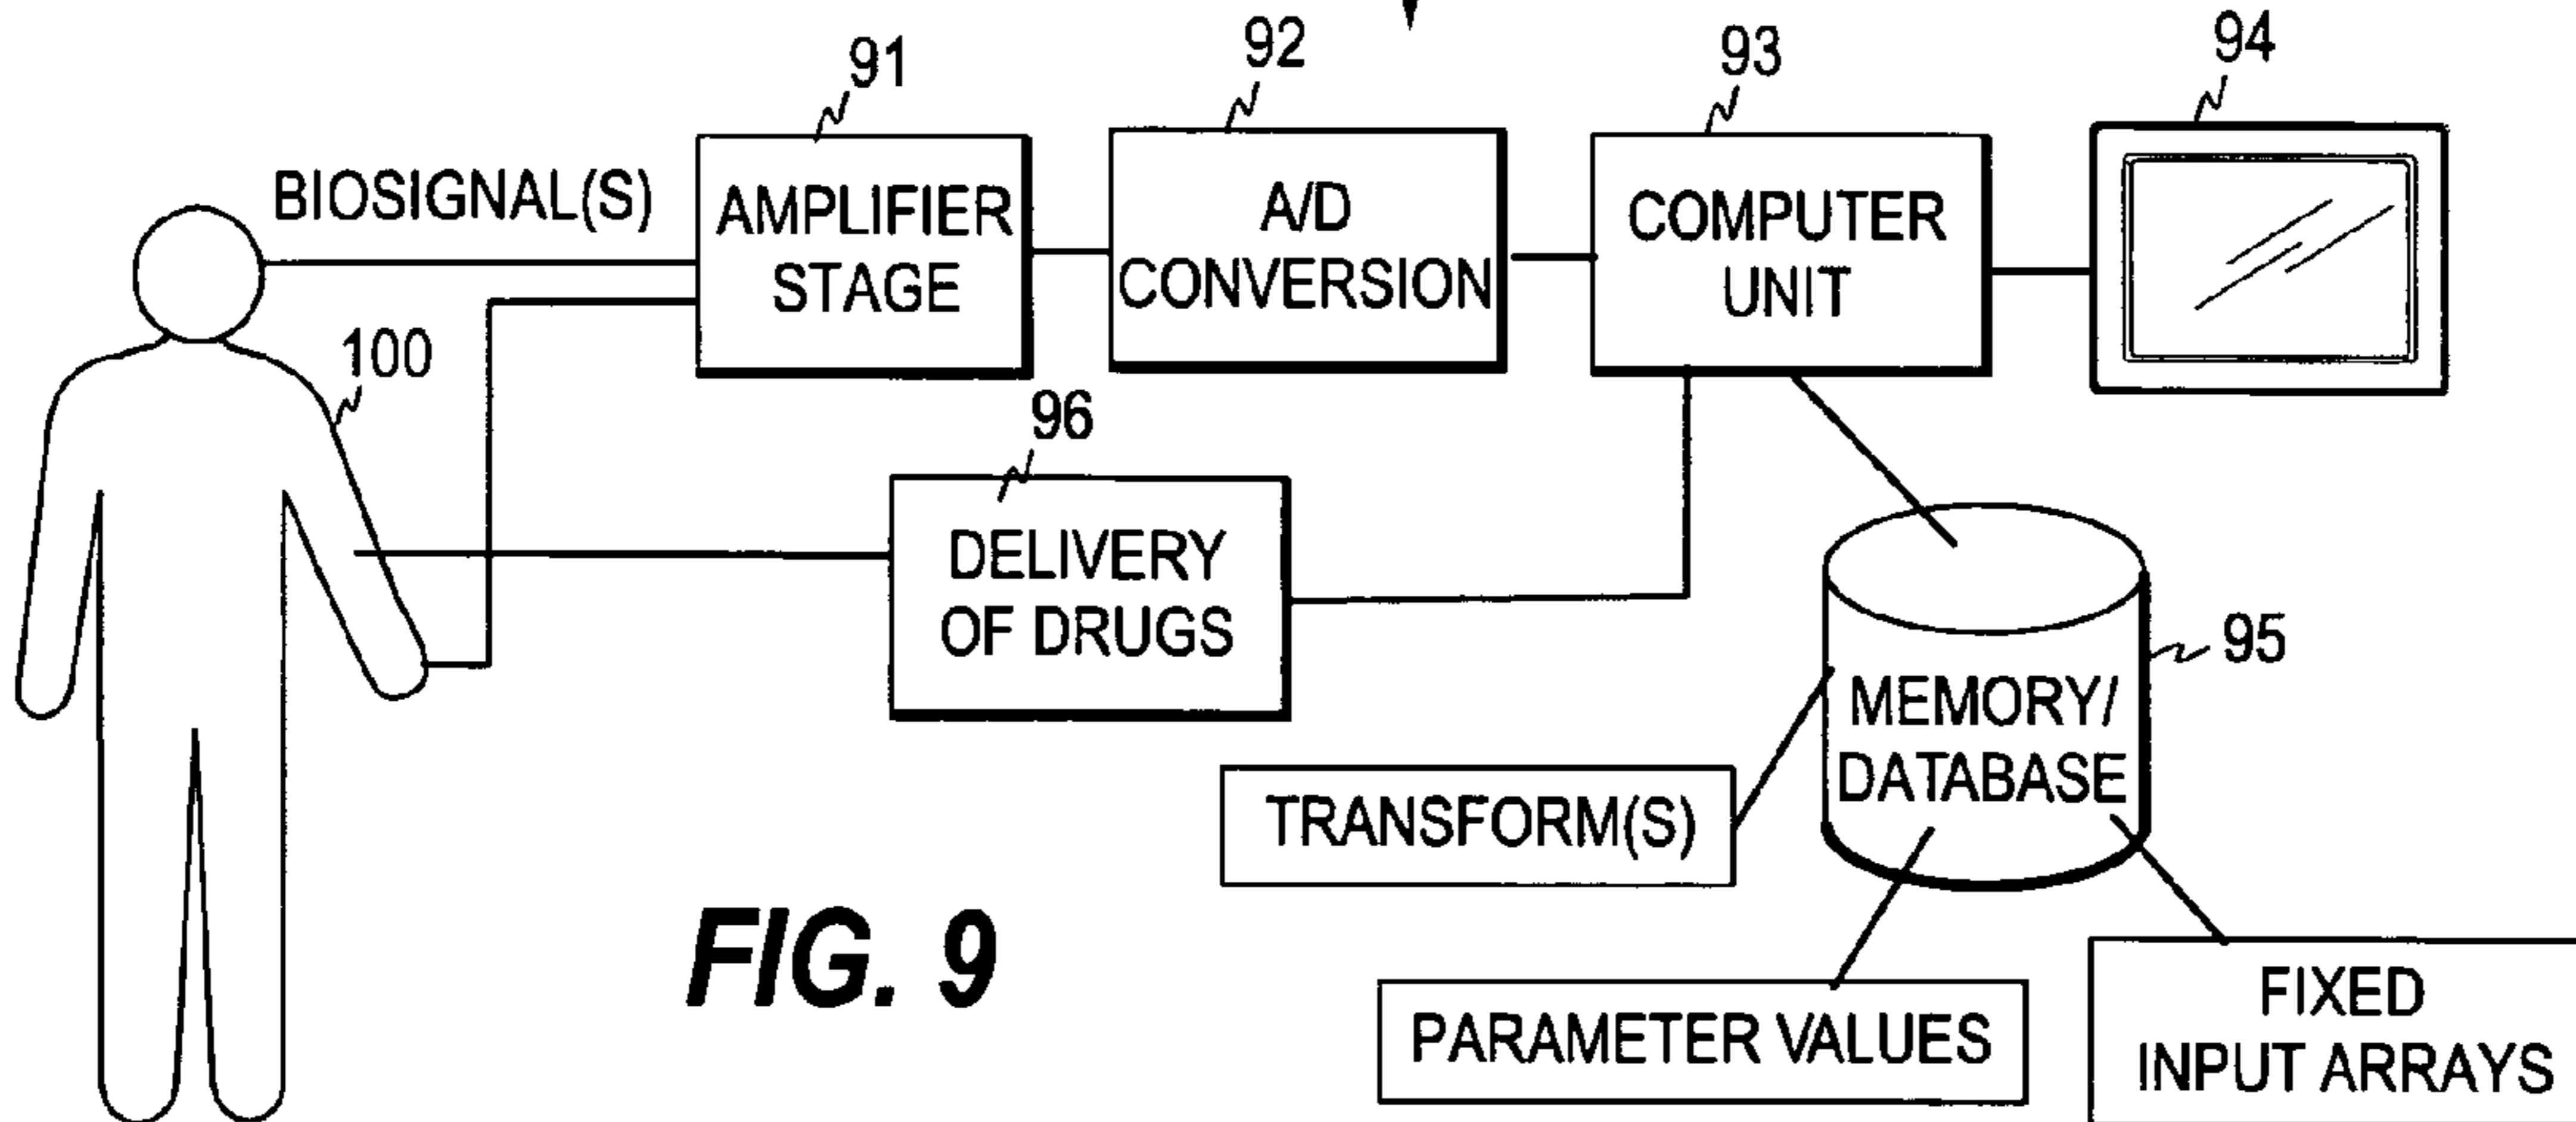 91
92
93
94
BIOSIGNAL(S)
AMPLIFIER
STAGE
A/D
CONVERSION
COMPUTER
UNIT
100
96
DELIVERY
OF DRUGS
95
MEMORY/
DATABASE
TRANSFORM(S)
PARAMETER VALUES
FIXED
INPUT ARRAYS
FIG. 9